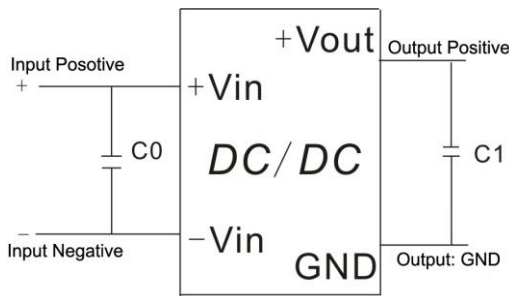 +Vout
Output Positive
Input Posotive
+
+Vin
C0
DC/DC
C1
−
−Vin
Input Negative
GND
Output: GND